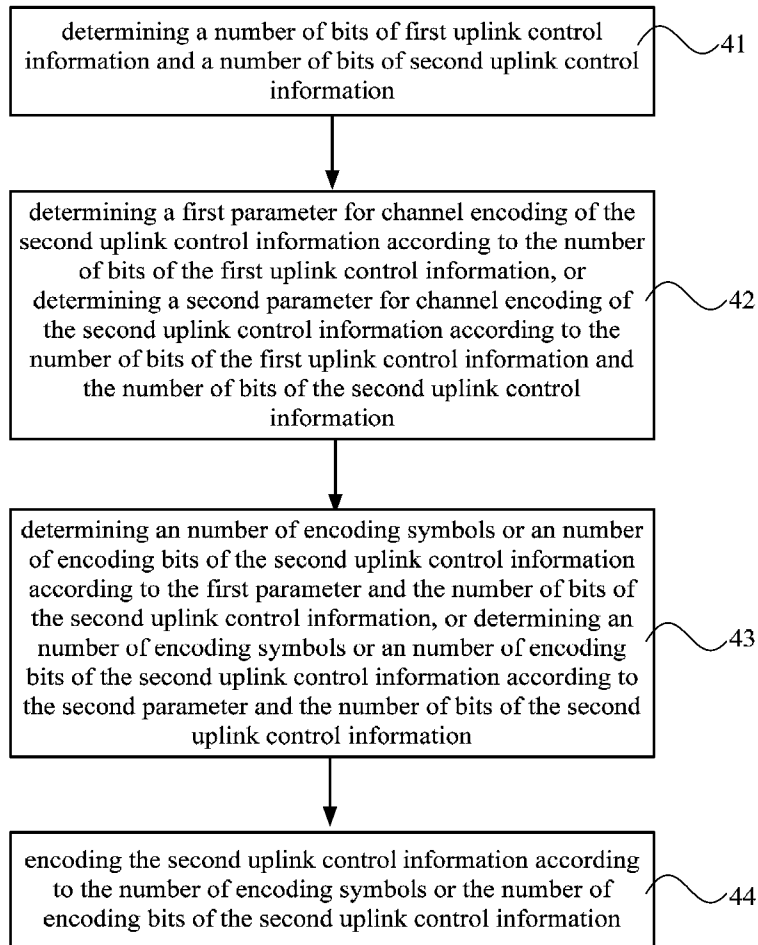 determining a number of bits of first uplink control
information and a number of bits of second uplink control
information
41
determining a first parameter for channel encoding of the
second uplink control information according to the number
of bits of the first uplink control information, or
determining a second parameter for channel encoding of
the second uplink control information according to the
number of bits of the first uplink control information and
the number of bits of the second uplink control
information
42
determining an number of encoding symbols or an number
of encoding bits of the second uplink control information
according to the first parameter and the number of bits of
the second uplink control information, or determining an
number of encoding symbols or an number of encoding
bits of the second uplink control information according to
the second parameter and the number of bits of the second
uplink control information
43
encoding the second uplink control information according
to the number of encoding symbols or the number of
encoding bits of the second uplink control information
44